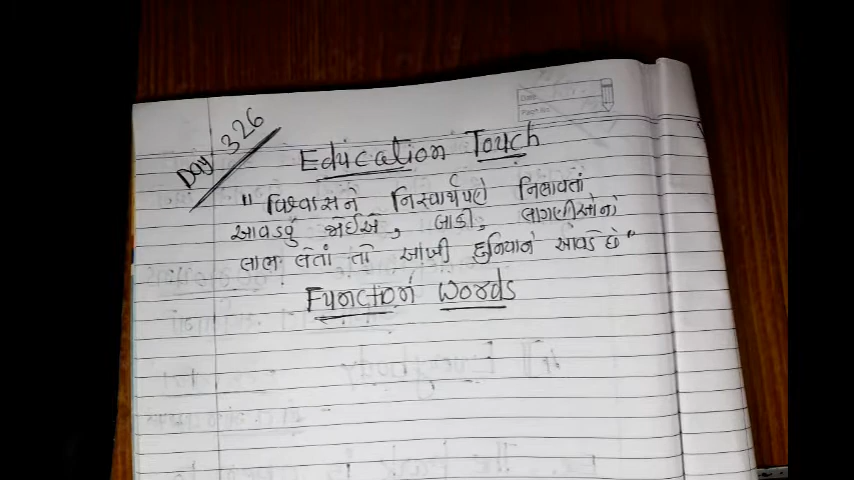 Day 326
Education Touch
" વિશ્વાસને નિસ્વાર્થપણે નિભાવતાં
આવડવું જોઈએ, બાકી, લાગણીઓનો
લાભ લેતાં તો આખી દુનિયાને આવડે છે"
Function Words